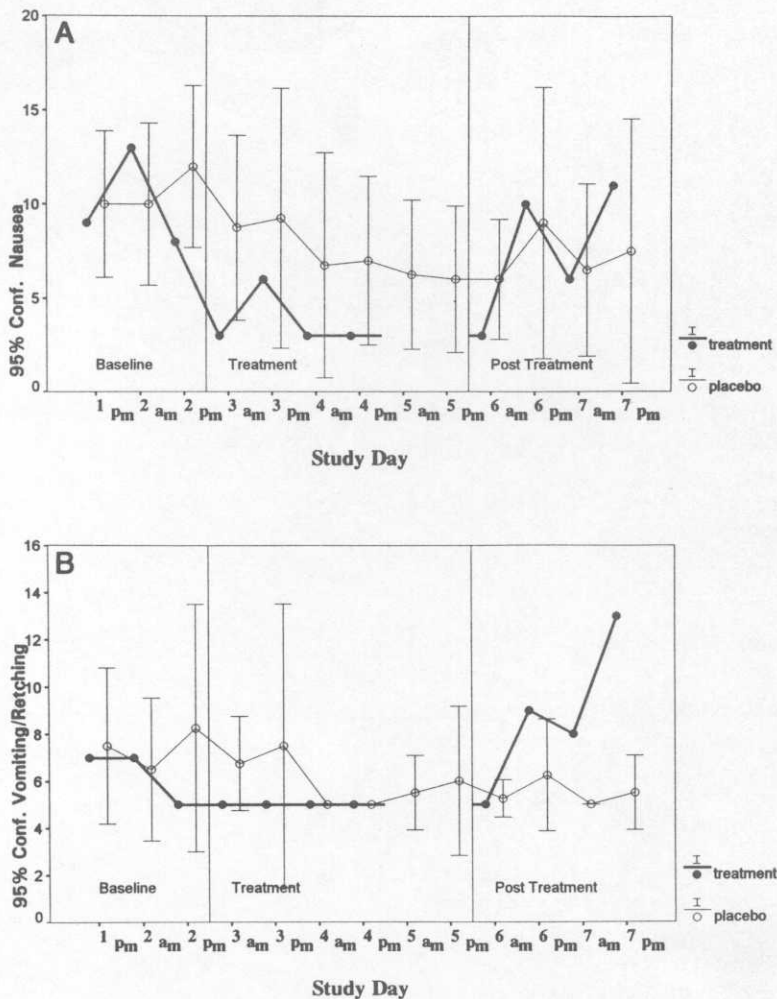 A
20
15
10
5
0
95% Conf. Nausea
Baseline
Treatment
Post Treatment
1 pm 2 am 2 pm 3 am 3 pm 4 am 4 pm 5 am 5 pm 6 am 6 pm 7 am 7 pm
Study Day
treatment
placebo
B
16
14
12
10
8
6
4
2
0
95% Conf. Vomiting/Retching
Baseline
Treatment
Post Treatment
1 pm 2 am 2 pm 3 am 3 pm 4 am 4 pm 5 am 5 pm 6 am 6 pm 7 am 7 pm
Study Day
treatment
placebo